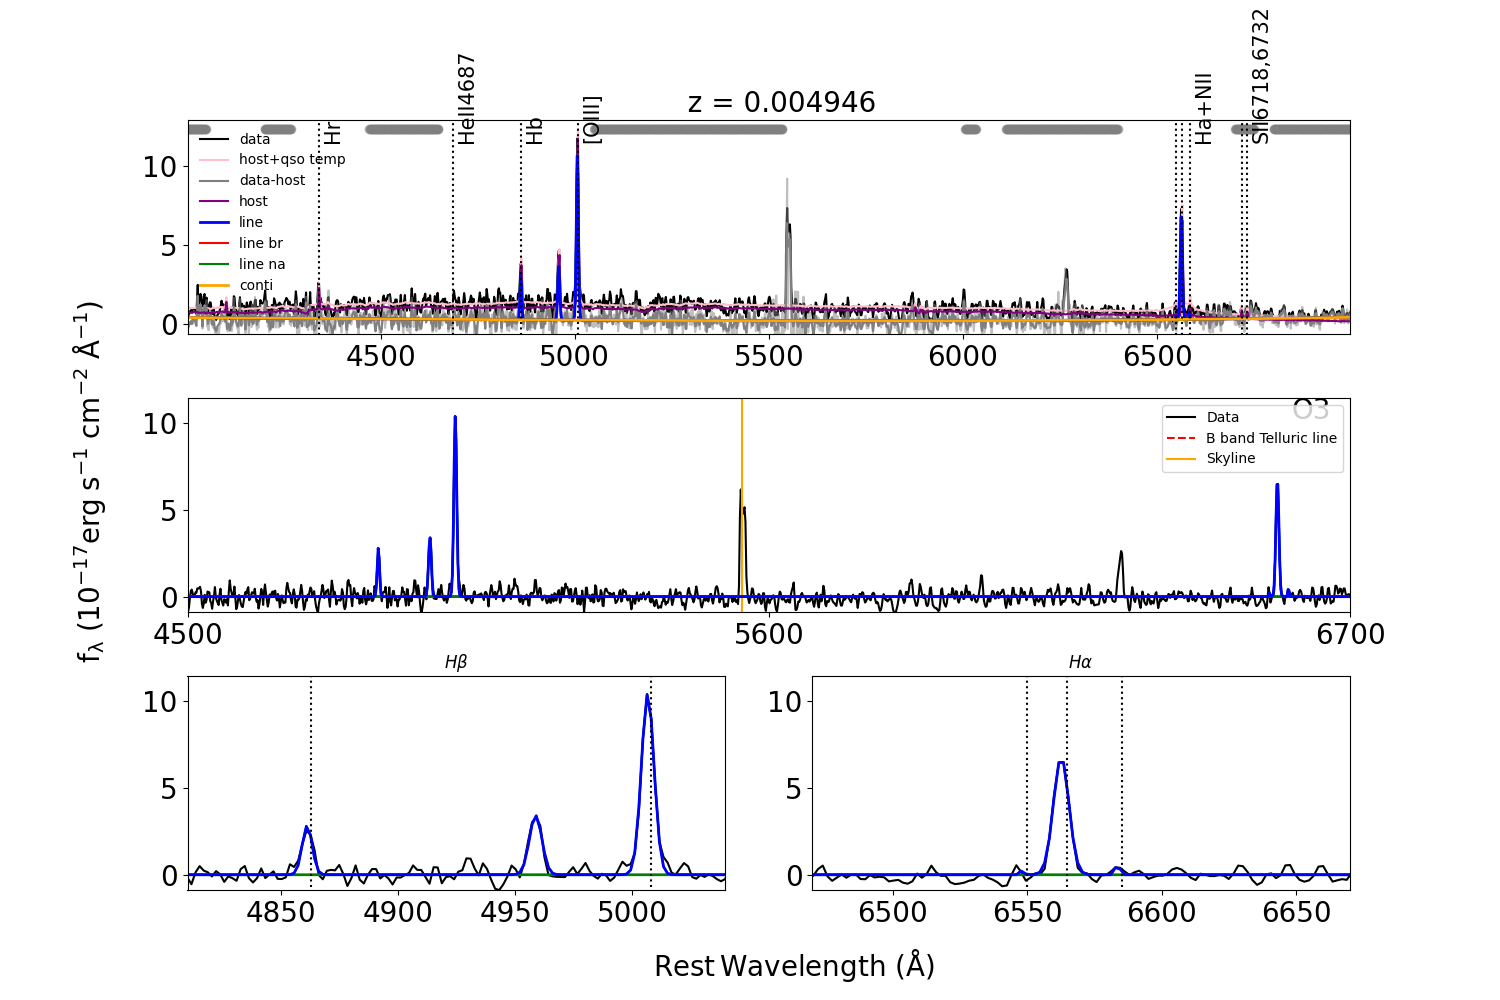 z = 0.004946
Hr
HeII4687
Hb
[OIII]
Ha+NII
SII6718,6732
data
host+qso temp
data-host
host
line
line br
line na
conti
10
5
0
4500 5000 5500 6000 6500
O3
Data
B band Telluric line
Skyline
10
5
0
4500 5600 6700
fλ (10⁻¹⁷erg s⁻¹ cm⁻² Å⁻¹)
Hβ
10
5
0
4850 4900 4950 5000
Hα
10
5
0
6500 6550 6600 6650
Rest Wavelength (Å)